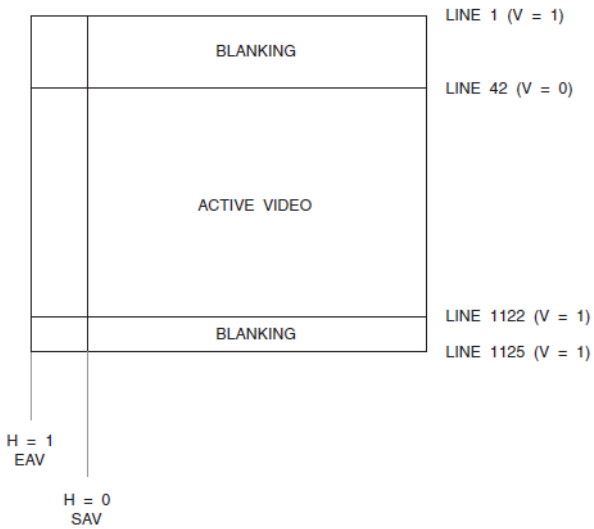 LINE 1 (V = 1)
BLANKING
LINE 42 (V = 0)
ACTIVE VIDEO
LINE 1122 (V = 1)
BLANKING
LINE 1125 (V = 1)
H = 1
EAV
H = 0
SAV